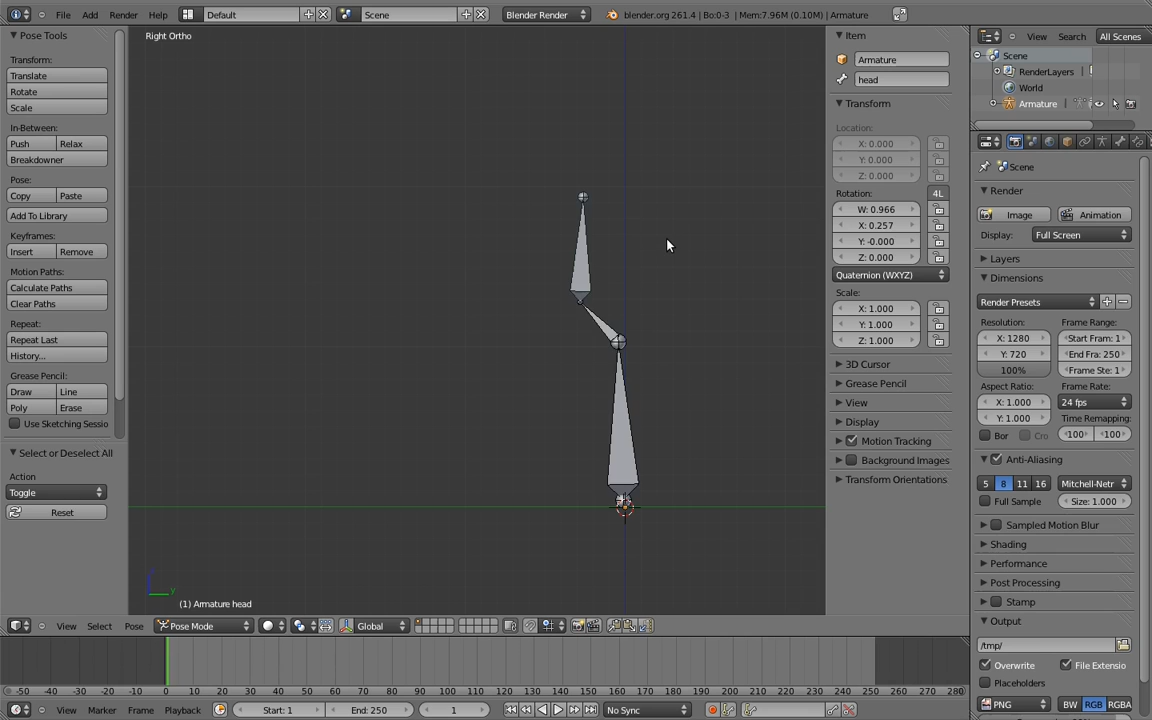 File Add Render Help Default Scene Blender Render blender.org 261.4 | Bo:0-3 | Mem:7.96M (0.10M) | Armature
Pose Tools
Transform:
Translate
Rotate
Scale
In-Between:
Push Relax
Breakdowner
Pose:
Copy Paste
Add To Library
Keyframes:
Insert Remove
Motion Paths:
Calculate Paths
Clear Paths
Repeat:
Repeat Last
History...
Grease Pencil:
Draw Line
Poly Erase
Use Sketching Sessio
Select or Deselect All
Action
Toggle
Reset
Right Ortho
z
y
(1) Armature head
View Select Pose Pose Mode Global
Item
Armature
head
Transform
Location:
X: 0.000
Y: 0.000
Z: 0.000
Rotation:
4L
W: 0.966
X: 0.257
Y: -0.000
Z: 0.000
Quaternion (WXYZ)
Scale:
X: 1.000
Y: 1.000
Z: 1.000
3D Cursor
Grease Pencil
View
Display
Motion Tracking
Background Images
Transform Orientations
View Search All Scenes
Scene
RenderLayers |
World
Armature
Scene
Render
Image Animation
Display: Full Screen
Layers
Dimensions
Render Presets
Resolution: Frame Range:
X: 1280 Start Fram: 1
Y: 720 End Fra: 250
100% Frame Ste: 1
Aspect Ratio: Frame Rate:
X: 1.000 24 fps
Y: 1.000 Time Remapping:
Bor Cro 100 100
Anti-Aliasing
5 8 11 16 Mitchell-Netr
Full Sample Size: 1.000
Sampled Motion Blur
Shading
Performance
Post Processing
Stamp
Output
/tmp/
Overwrite File Extensio
Placeholders
PNG BW RGB RGBA
-50 -40 -30 -20 -10 0 10 20 30 40 50 60 70 80 90 100 110 120 130 140 150 160 170 180 190 200 210 220 230 240 250 260 270 280
View Marker Frame Playback Start: 1 End: 250 1 No Sync